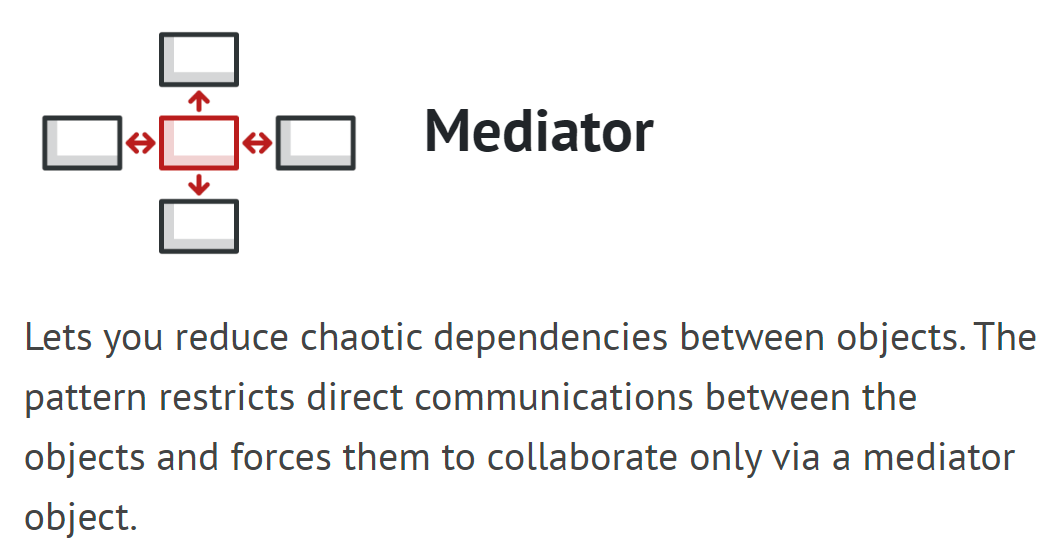 Mediator
Lets you reduce chaotic dependencies between objects. The
pattern restricts direct communications between the
objects and forces them to collaborate only via a mediator
object.